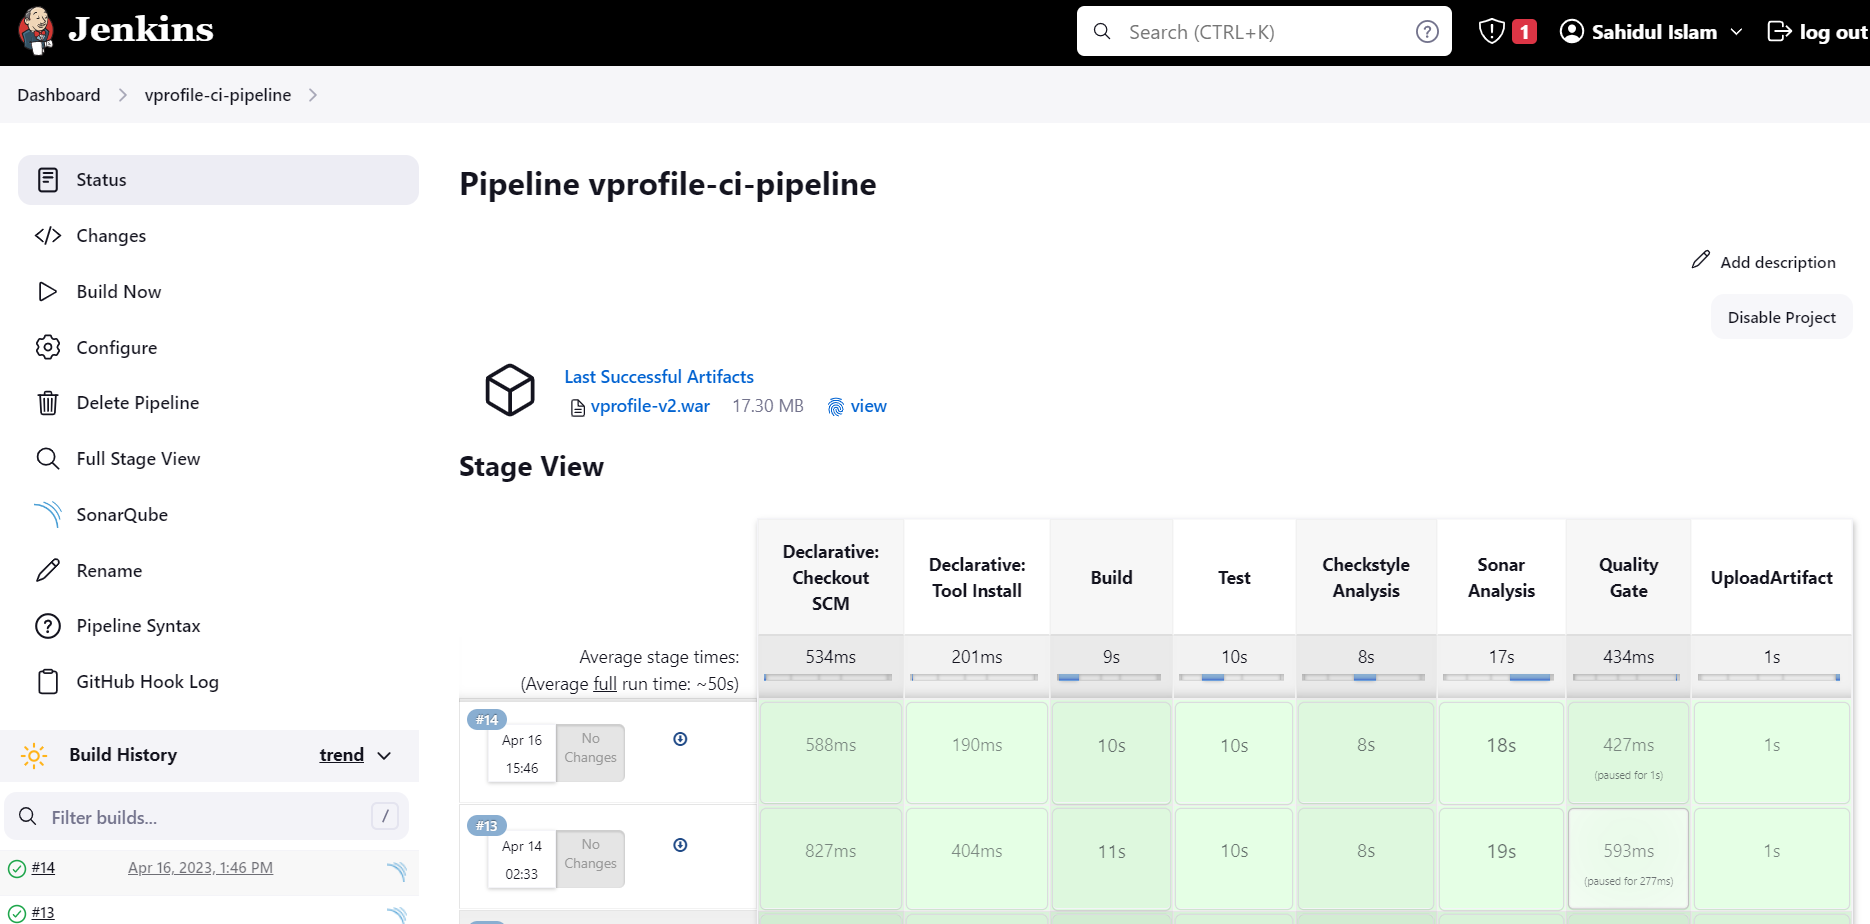 Jenkins
Search (CTRL+K)
?
1
Sahidul Islam
log out
Dashboard
vprofile-ci-pipeline
Status
Changes
Build Now
Configure
Delete Pipeline
Full Stage View
SonarQube
Rename
Pipeline Syntax
GitHub Hook Log
Build History
trend
Filter builds...
/
#14
Apr 16, 2023, 1:46 PM
#13
Pipeline vprofile-ci-pipeline
Add description
Disable Project
Last Successful Artifacts
vprofile-v2.war 17.30 MB view
Stage View
Declarative:
Checkout
SCM
Declarative:
Tool Install
Build
Test
Checkstyle
Analysis
Sonar
Analysis
Quality
Gate
UploadArtifact
Average stage times:
(Average full run time: ~50s)
534ms
201ms
9s
10s
8s
17s
434ms
1s
#14
Apr 16
15:46
No
Changes
588ms
190ms
10s
10s
8s
18s
427ms
(paused for 1s)
1s
#13
Apr 14
02:33
No
Changes
827ms
404ms
11s
10s
8s
19s
593ms
(paused for 277ms)
1s